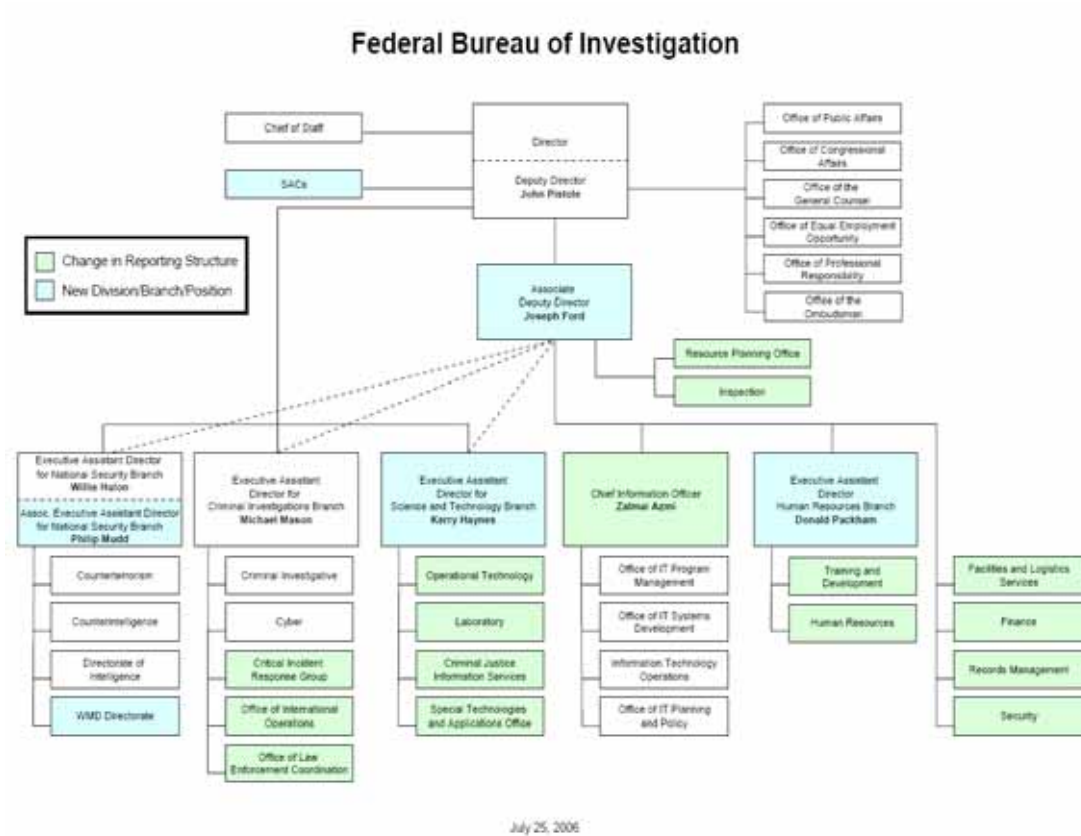 Federal Bureau of Investigation
Chief of Staff
SACs
Director
Deputy Director
John Pistole
Office of Public Affairs
Office of Congressional
Affairs
Office of the
General Counsel
Office of Equal Employment
Opportunity
Office of Professional
Responsibility
Office of the
Ombudsman
Change in Reporting Structure
New Division/Branch/Position
Associate
Deputy Director
Joseph Ford
Resource Planning Office
Inspection
Executive Assistant Director
for National Security Branch
Willie Hulon
Assoc. Executive Assistant Director
for National Security Branch
Philip Mudd
Counterterrorism
Counterintelligence
Directorate of
Intelligence
WMD Directorate
Executive Assistant
Director for
Criminal Investigations Branch
Michael Mason
Criminal Investigative
Cyber
Critical Incident
Response Group
Office of International
Operations
Office of Law
Enforcement Coordination
Executive Assistant
Director for
Science and Technology Branch
Kerry Haynes
Operational Technology
Laboratory
Criminal Justice
Information Services
Special Technologies
and Applications Office
Chief Information Officer
Zalmai Azmi
Office of IT Program
Management
Office of IT Systems
Development
Information Technology
Operations
Office of IT Planning
and Policy
Executive Assistant
Director
Human Resources Branch
Donald Packham
Training and
Development
Human Resources
Facilities and Logistics
Services
Finance
Records Management
Security
July 25, 2006